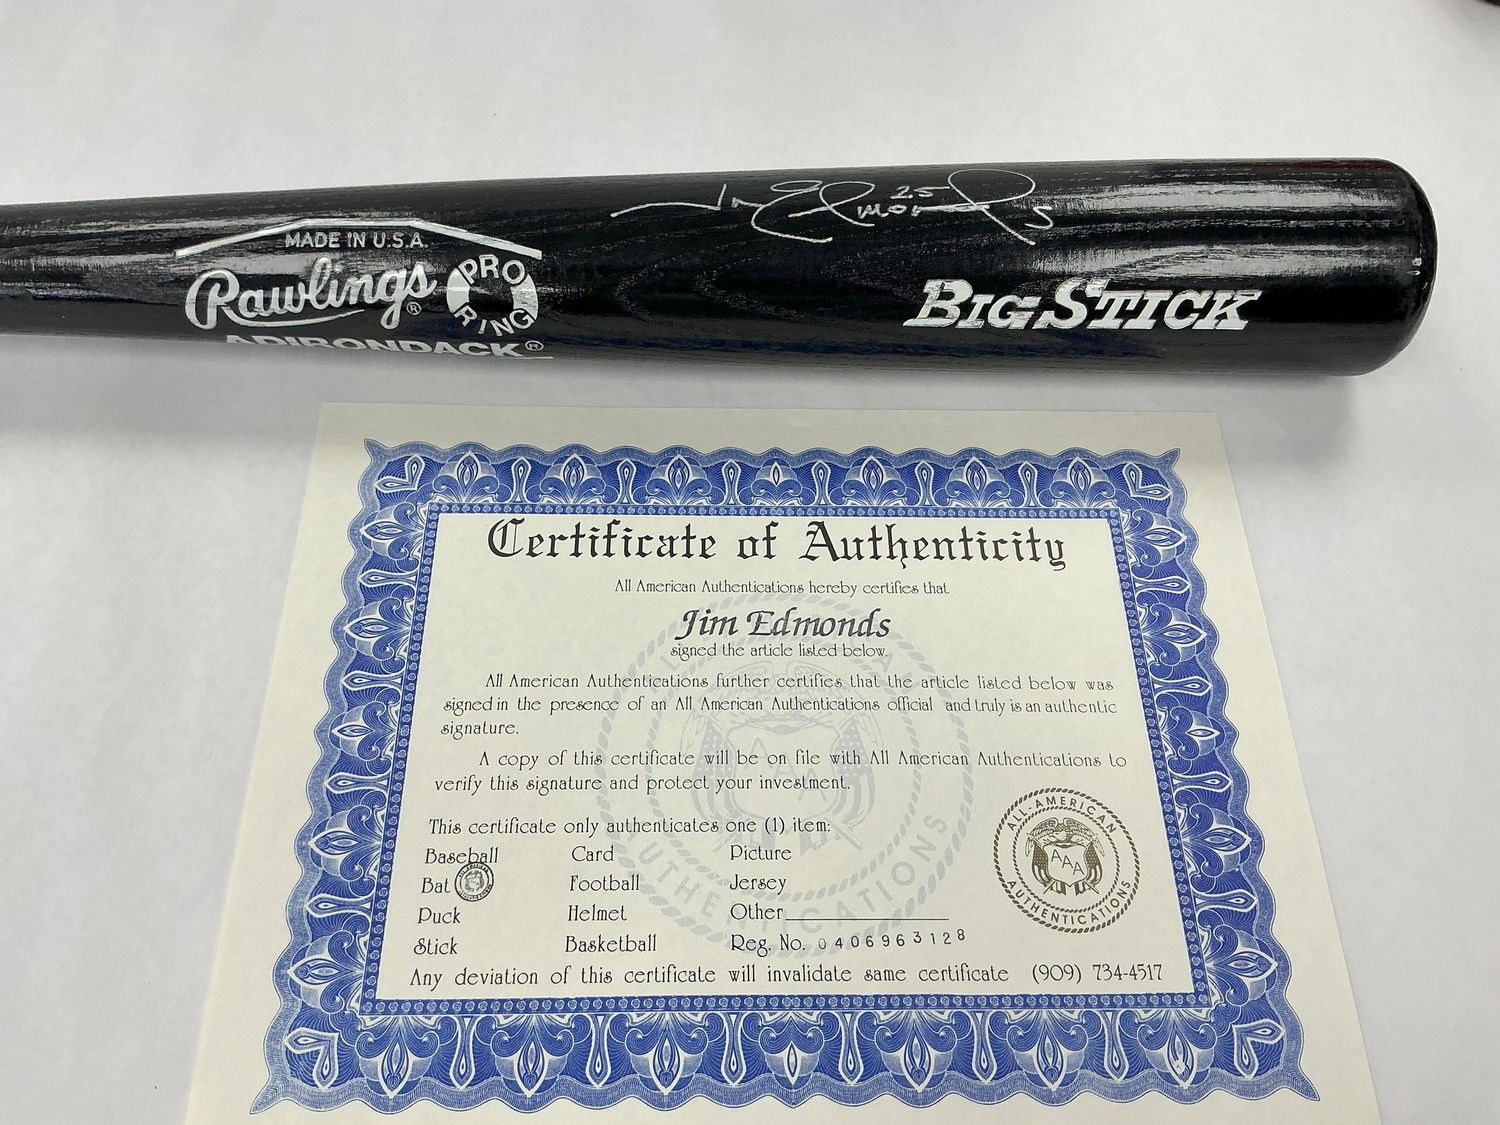 Jim Edmonds
25
MADE IN U.S.A.
Rawlings®
PRO
RING
ADIRONDACK®
BIG STICK
Certificate of Authenticity
All American Authentications hereby certifies that
Jim Edmonds
signed the article listed below.
All American Authentications further certifies that the article listed below was
signed in the presence of an All American Authentications official and truly is an authentic
signature.
A copy of this certificate will be on file with All American Authentications to
verify this signature and protect your investment.
This certificate only authenticates one (1) item:
Baseball Card Picture
Bat Football Jersey
Puck Helmet Other
Stick Basketball Reg. No. 0406963128
Any deviation of this certificate will invalidate same certificate (909) 734-4517
ALL-AMERICAN
AAA
AUTHENTICATIONS